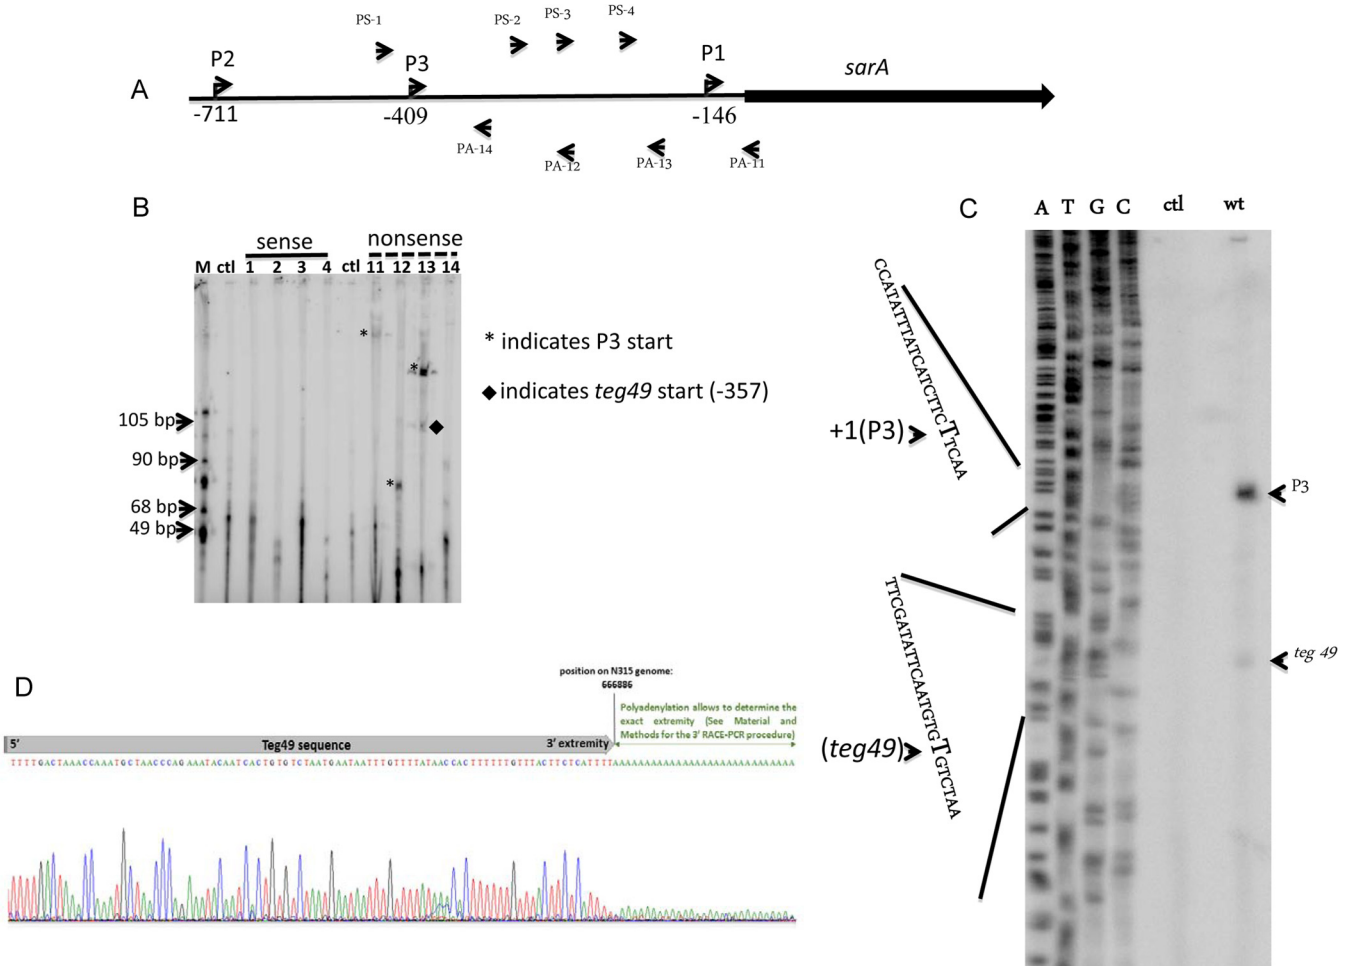 PS-1 PS-2 PS-3 PS-4
P2 P3 P1 sarA
A
-711 -409 -146
PA-14 PA-12 PA-13 PA-11
B
sense nonsense
M ctl 1 2 3 4 ctl 11 12 13 14
* indicates P3 start
◆ indicates teg49 start (-357)
105 bp
90 bp
68 bp
49 bp
C
A T G C ctl wt
CCATATTTATCATCTTCTTCAA
+1(P3)
P3
TTCGATATTCAATGTGTGTCTAA
(teg49)
teg 49
D
position on N315 genome:
666886
Polyadenylation allows to determine the
exact extremity (See Material and
Methods for the 3' RACE-PCR procedure)
5' Teg49 sequence 3' extremity
TTTTGACTAAACCAAATGCTAACCCAGAAATACAATCACTGTGTCTAATGAATAATTTGTTTTATAACCACTTTTTTGTTTACTTCTCATTTTAAAAAAAAAAAAAAAAAAAAAAAAAAAAA